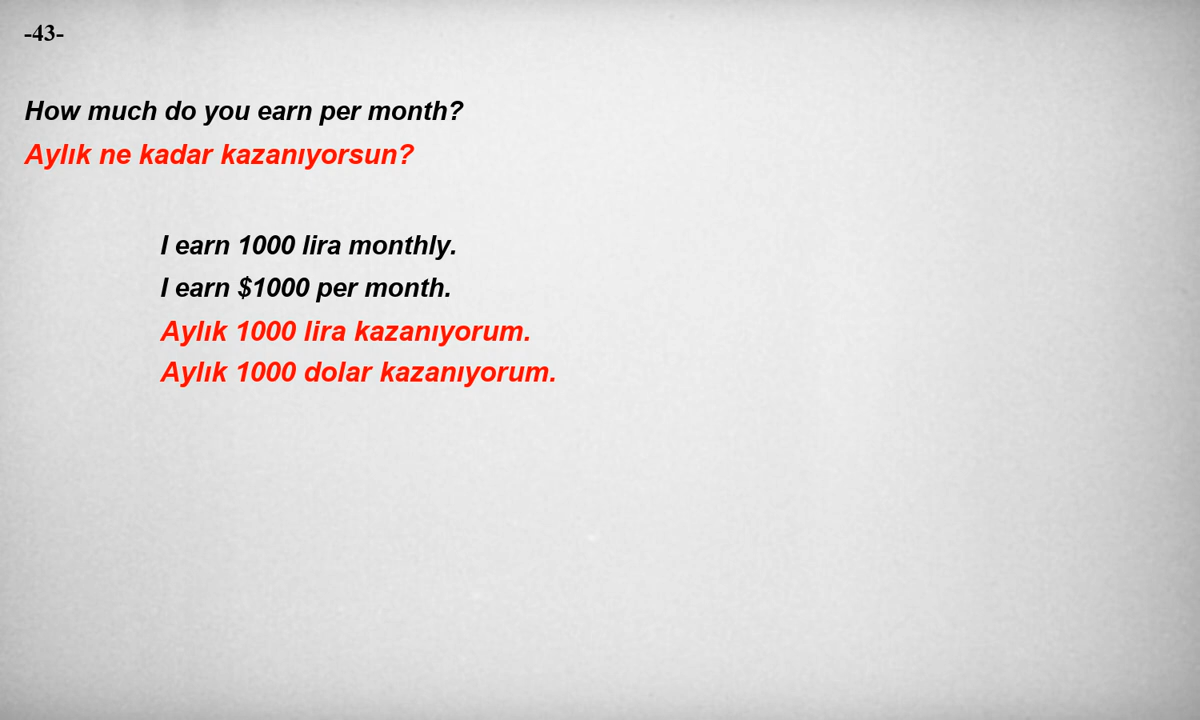 -43-
How much do you earn per month?
Aylık ne kadar kazanıyorsun?
I earn 1000 lira monthly.
I earn $1000 per month.
Aylık 1000 lira kazanıyorum.
Aylık 1000 dolar kazanıyorum.